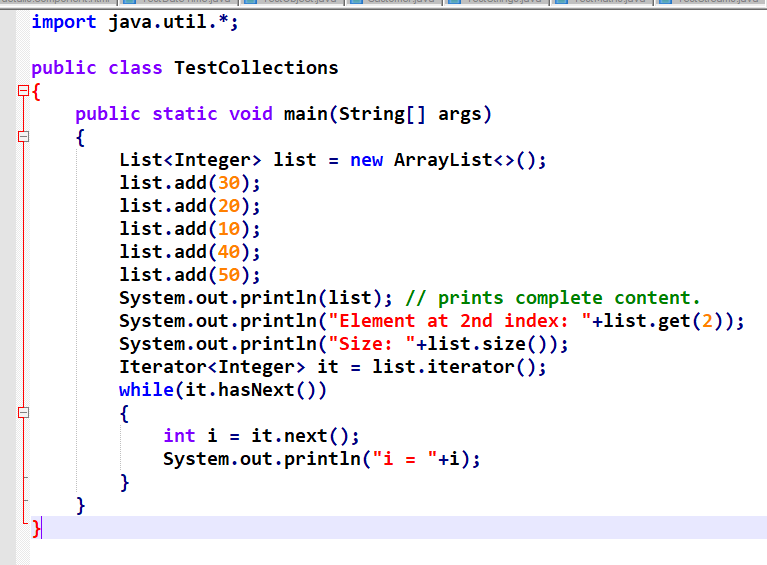 import java.util.*;
public class TestCollections
{
public static void main(String[] args)
{
List<Integer> list = new ArrayList<>();
list.add(30);
list.add(20);
list.add(10);
list.add(40);
list.add(50);
System.out.println(list); // prints complete content.
System.out.println("Element at 2nd index: "+list.get(2));
System.out.println("Size: "+list.size());
Iterator<Integer> it = list.iterator();
while(it.hasNext())
{
int i = it.next();
System.out.println("i = "+i);
}
}
}